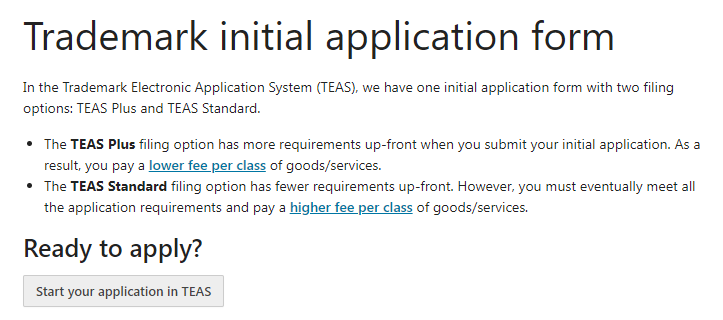 Trademark initial application form
In the Trademark Electronic Application System (TEAS), we have one initial application form with two filing
options: TEAS Plus and TEAS Standard.
• The TEAS Plus filing option has more requirements up-front when you submit your initial application. As a
result, you pay a lower fee per class of goods/services.
• The TEAS Standard filing option has fewer requirements up-front. However, you must eventually meet all
the application requirements and pay a higher fee per class of goods/services.
Ready to apply?
Start your application in TEAS